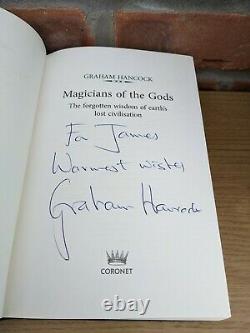 GRAHAM HANCOCK
Magicians of the Gods
The forgotten wisdom of earth's
lost civilisation
For James
Warmest wishes
Graham Hancock
CORONET